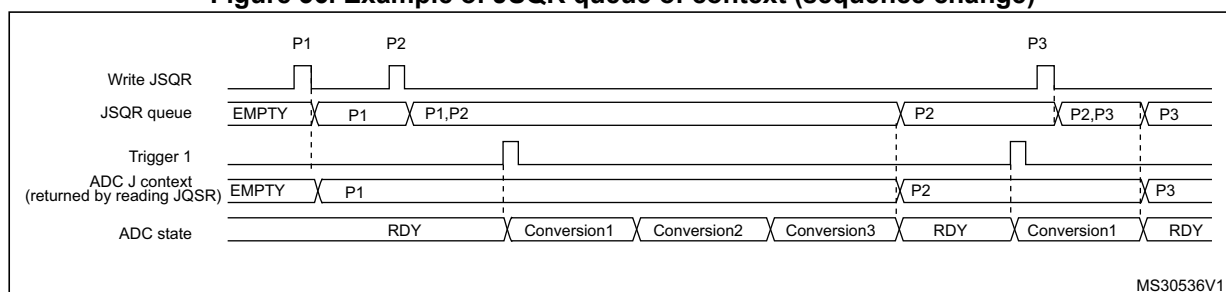 Figure 56. Example of JSQR queue of context (sequence change)
P1 P2 P3
Write JSQR
JSQR queue EMPTY P1 P1,P2 P2 P2,P3 P3
Trigger 1
ADC J context
(returned by reading JQSR) EMPTY P1 P2 P3
ADC state RDY Conversion1 Conversion2 Conversion3 RDY Conversion1 RDY
MS30536V1